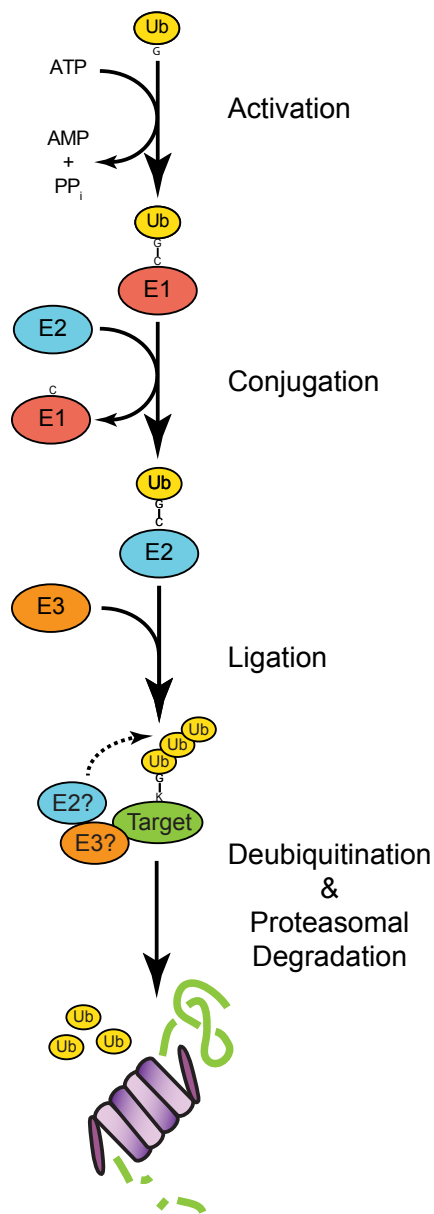 Ub
G
ATP
Activation
AMP
+
PPi
Ub
G
C
E1
E2
Conjugation
C
E1
Ub
G
C
E2
E3
Ligation
Ub
Ub
Ub
G
K
E2?
Target
E3?
Deubiquitination
&
Proteasomal
Degradation
Ub
Ub
Ub